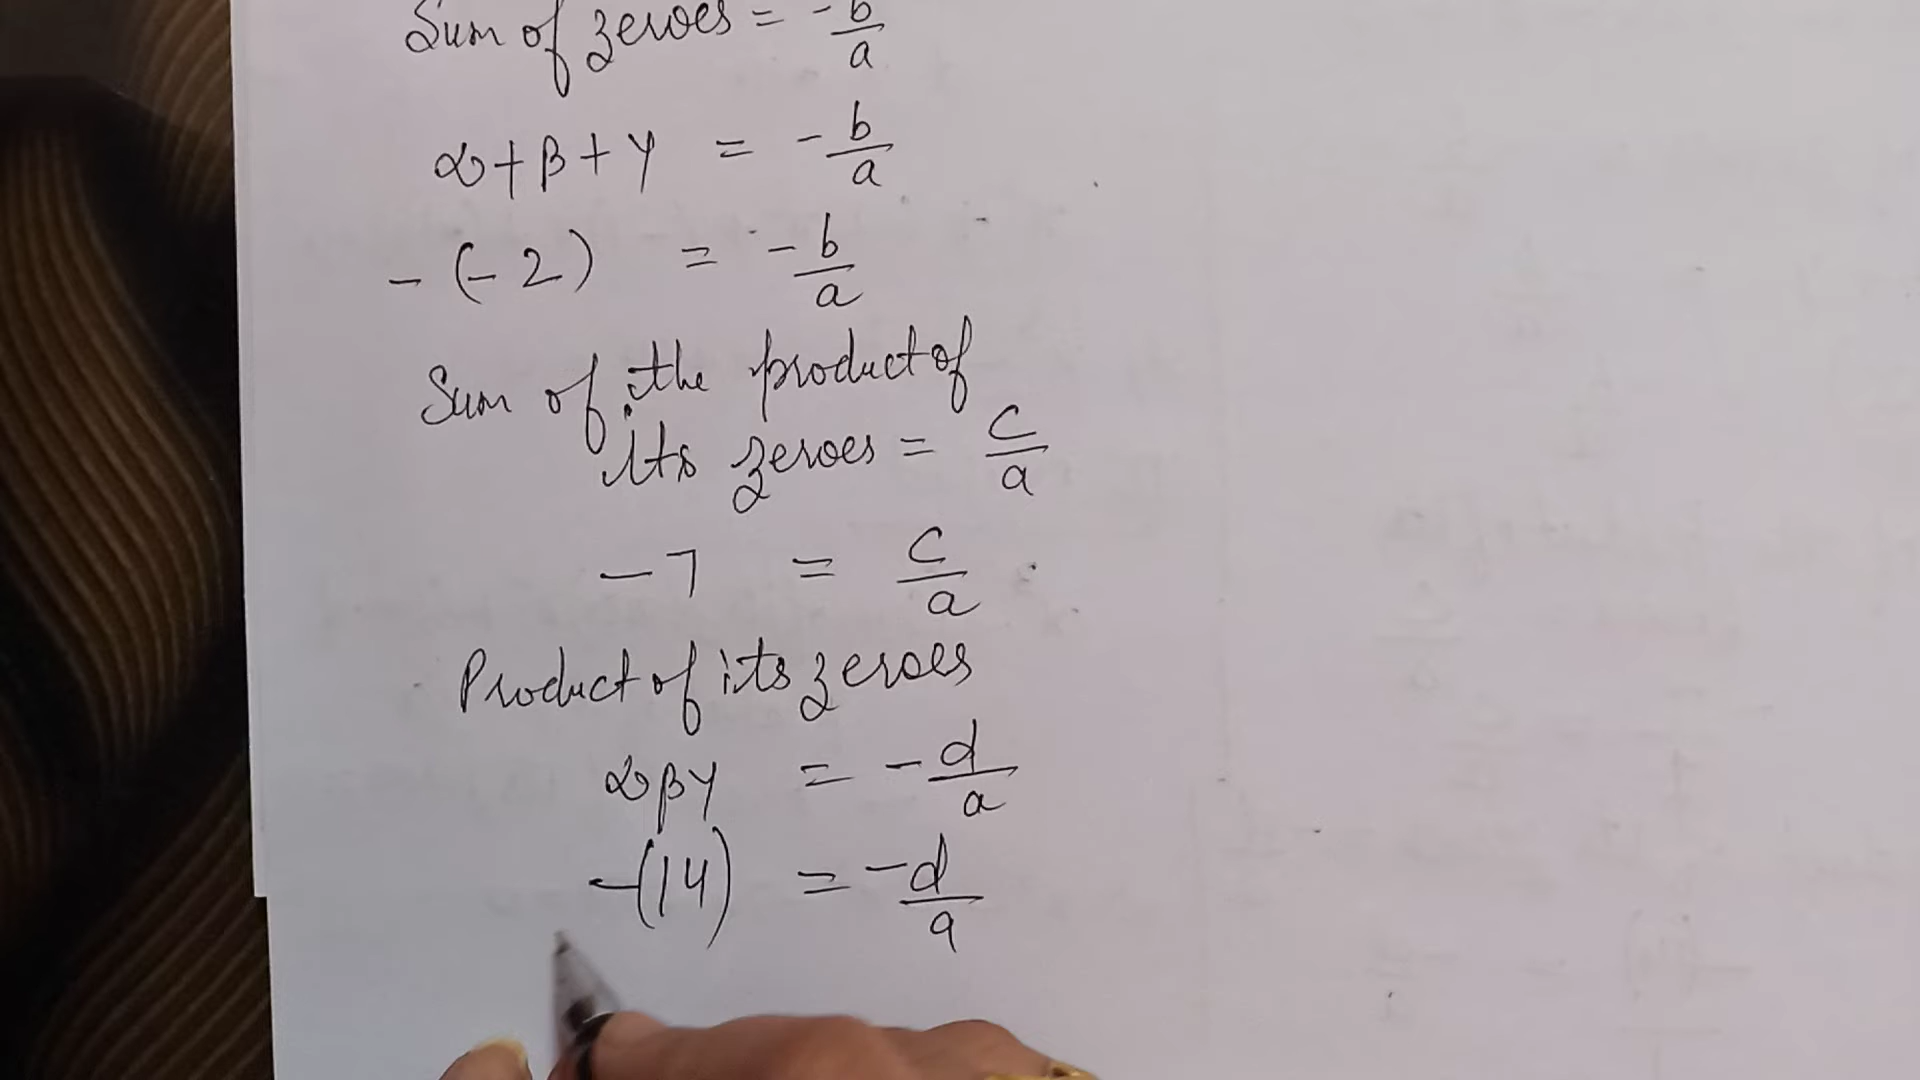 Sum of zeroes = -b/a
α+β+γ = -b/a
-(-2) = -b/a
Sum of the product of
its zeroes = c/a
-7 = c/a
Product of its zeroes
αβγ = -d/a
-(14) = -d/a